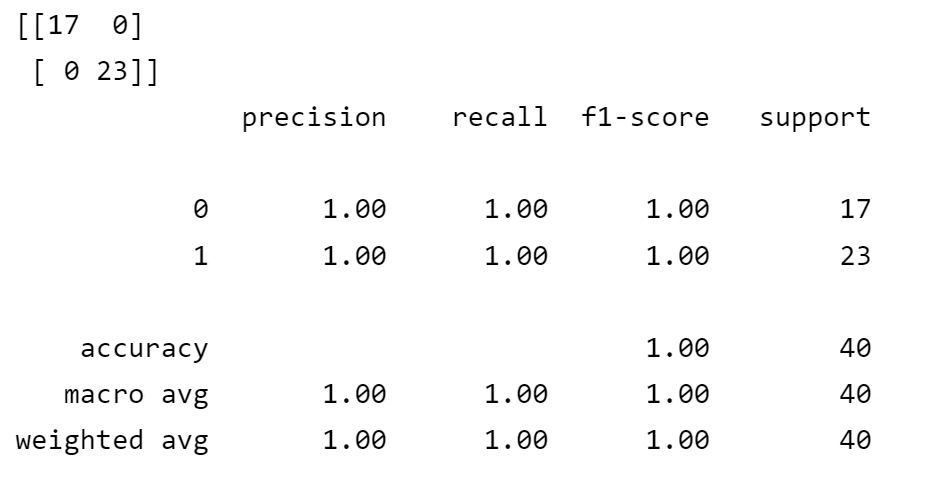 [[17  0]
 [ 0 23]]
              precision    recall  f1-score   support

           0       1.00      1.00      1.00        17
           1       1.00      1.00      1.00        23

    accuracy                           1.00        40
   macro avg       1.00      1.00      1.00        40
weighted avg       1.00      1.00      1.00        40